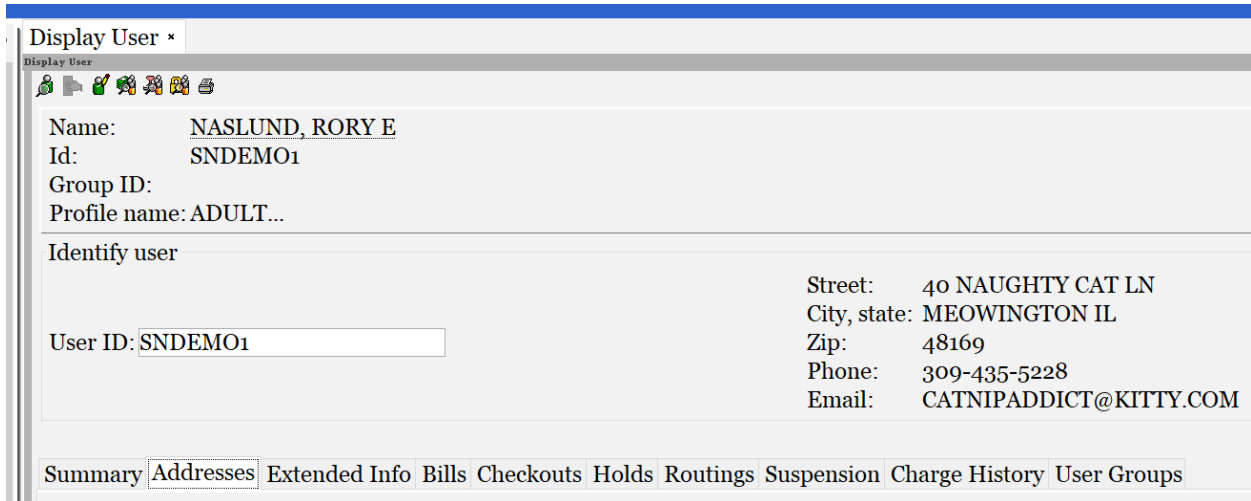 Display User ×
Display User
Name: NASLUND, RORY E
Id: SNDEMO1
Group ID:
Profile name: ADULT...
Identify user
Street: 40 NAUGHTY CAT LN
City, state: MEOWINGTON IL
User ID: SNDEMO1
Zip: 48169
Phone: 309-435-5228
Email: CATNIPADDICT@KITTY.COM
Summary Addresses Extended Info Bills Checkouts Holds Routings Suspension Charge History User Groups